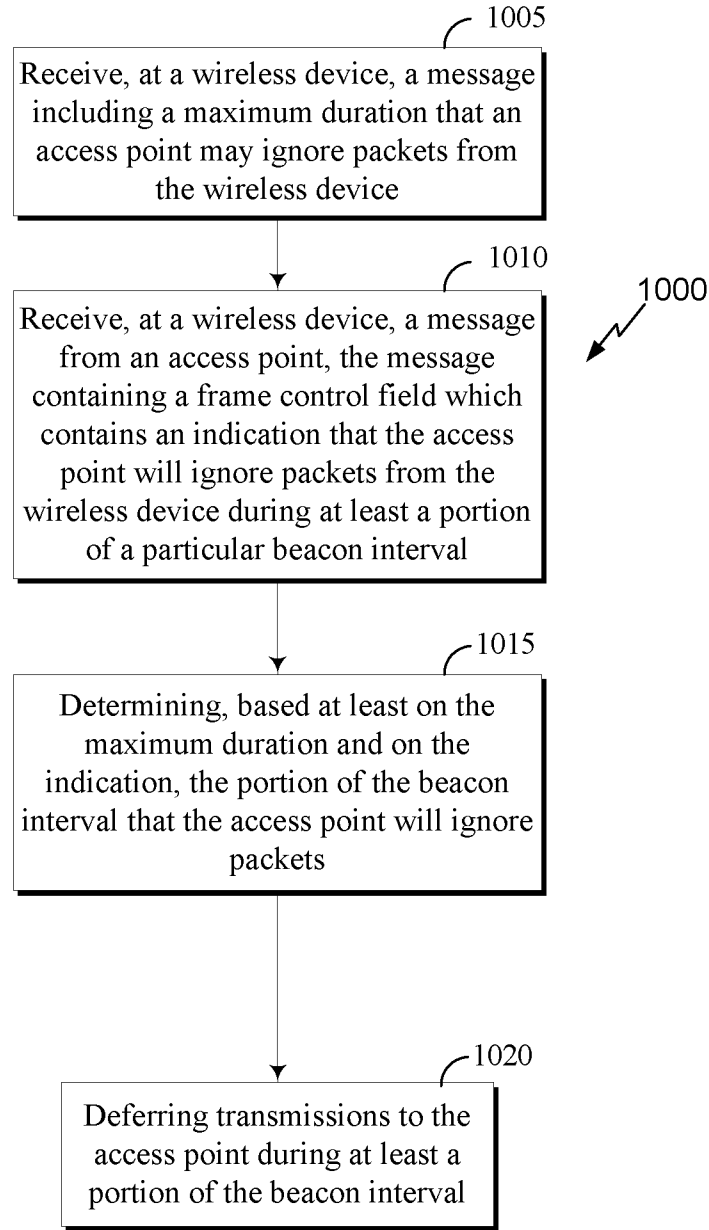 1005
Receive, at a wireless device, a message
including a maximum duration that an
access point may ignore packets from
the wireless device
1010
1000
Receive, at a wireless device, a message
from an access point, the message
containing a frame control field which
contains an indication that the access
point will ignore packets from the
wireless device during at least a portion
of a particular beacon interval
1015
Determining, based at least on the
maximum duration and on the
indication, the portion of the beacon
interval that the access point will ignore
packets
1020
Deferring transmissions to the
access point during at least a
portion of the beacon interval